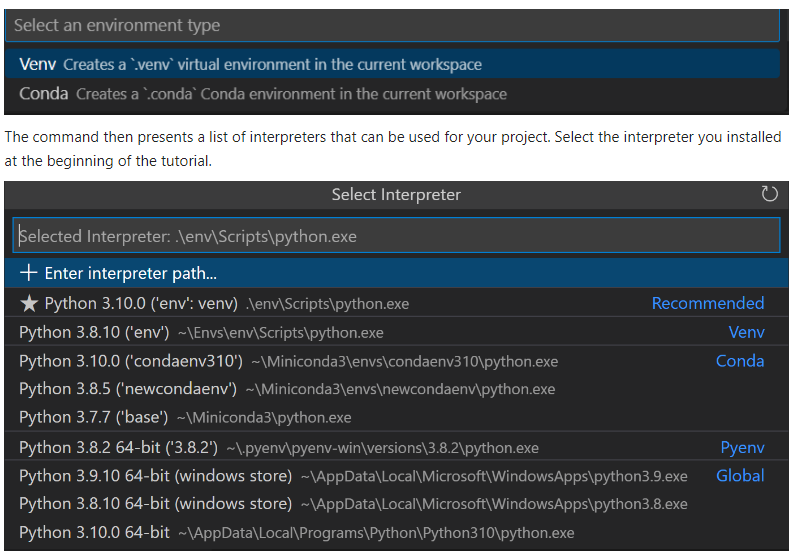 Select an environment type
Venv Creates a `.venv` virtual environment in the current workspace
Conda Creates a `.conda` Conda environment in the current workspace
The command then presents a list of interpreters that can be used for your project. Select the interpreter you installed
at the beginning of the tutorial.
Select Interpreter
Selected Interpreter: .\env\Scripts\python.exe
+ Enter interpreter path...
★ Python 3.10.0 ('env': venv) .\env\Scripts\python.exe Recommended
Python 3.8.10 ('env') ~\Envs\env\Scripts\python.exe Venv
Python 3.10.0 ('condaenv310') ~\Miniconda3\envs\condaenv310\python.exe Conda
Python 3.8.5 ('newcondaenv') ~\Miniconda3\envs\newcondaenv\python.exe
Python 3.7.7 ('base') ~\Miniconda3\python.exe
Python 3.8.2 64-bit ('3.8.2') ~\.pyenv\pyenv-win\versions\3.8.2\python.exe Pyenv
Python 3.9.10 64-bit (windows store) ~\AppData\Local\Microsoft\WindowsApps\python3.9.exe Global
Python 3.8.10 64-bit (windows store) ~\AppData\Local\Microsoft\WindowsApps\python3.8.exe
Python 3.10.0 64-bit ~\AppData\Local\Programs\Python\Python310\python.exe